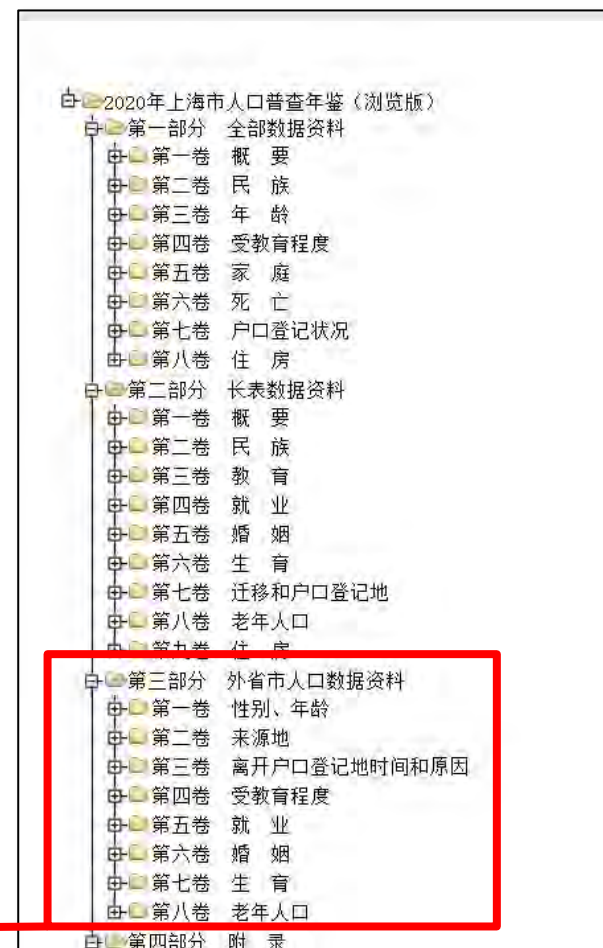 2020年上海市人口普查年鉴（浏览版）
第一部分 全部数据资料
第一卷 概 要
第二卷 民 族
第三卷 年 龄
第四卷 受教育程度
第五卷 家 庭
第六卷 死 亡
第七卷 户口登记状况
第八卷 住 房
第二部分 长表数据资料
第一卷 概 要
第二卷 民 族
第三卷 教 育
第四卷 就 业
第五卷 婚 姻
第六卷 生 育
第七卷 迁移和户口登记地
第八卷 老年人口
第九卷 住 房
第三部分 外省市人口数据资料
第一卷 性别、年龄
第二卷 来源地
第三卷 离开户口登记地时间和原因
第四卷 受教育程度
第五卷 就 业
第六卷 婚 姻
第七卷 生 育
第八卷 老年人口
第四部分 附 录